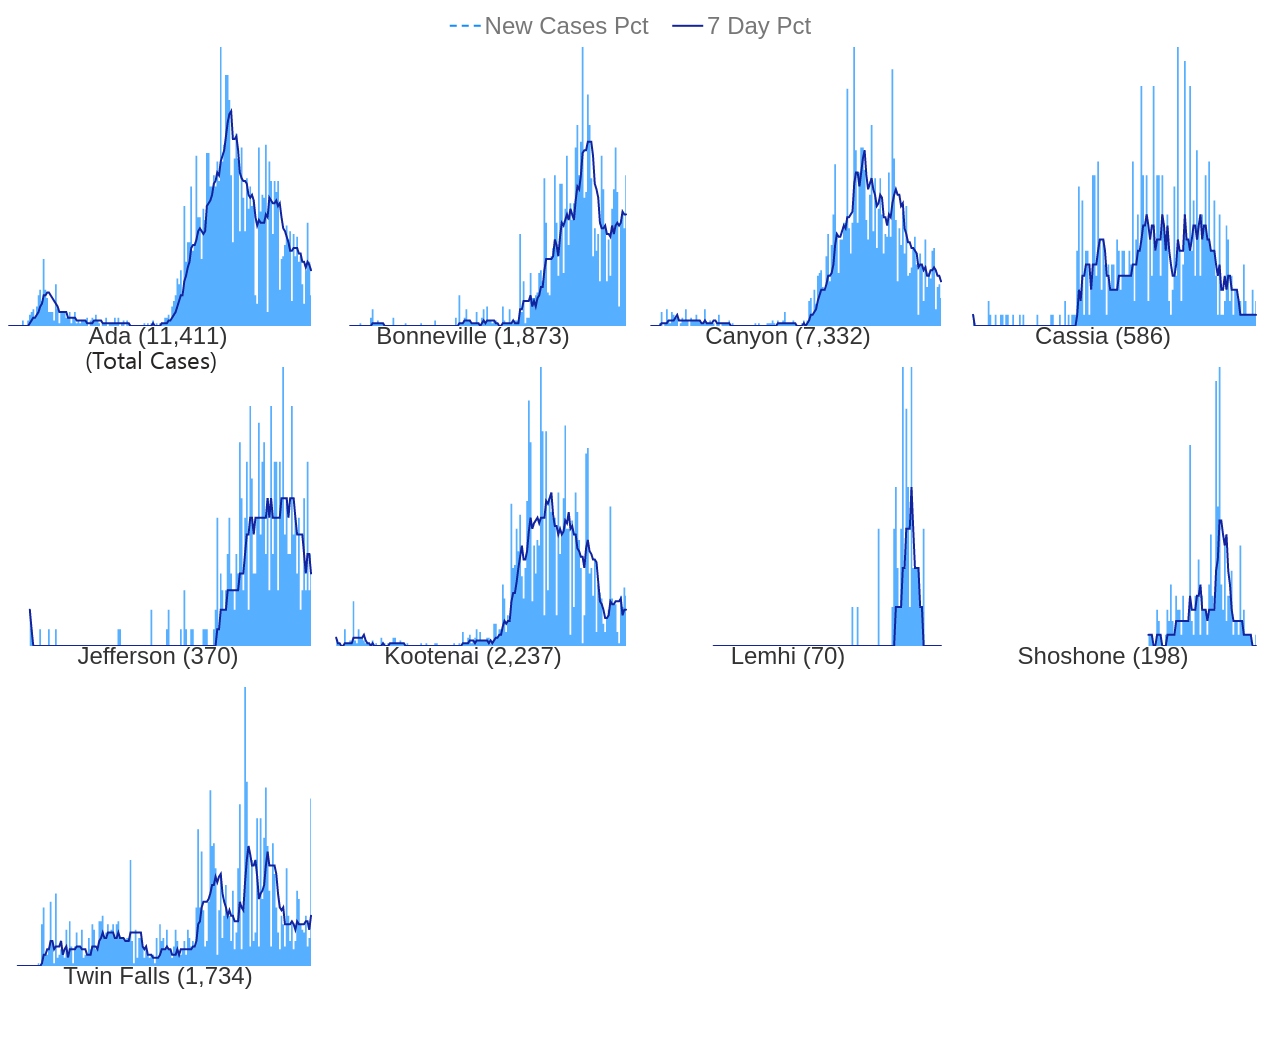 New Cases Pct 7 Day Pct
Ada (11,411) Bonneville (1,873) Canyon (7,332) Cassia (586)
(Total Cases)
Jefferson (370) Kootenai (2,237) Lemhi (70) Shoshone (198)
Twin Falls (1,734)